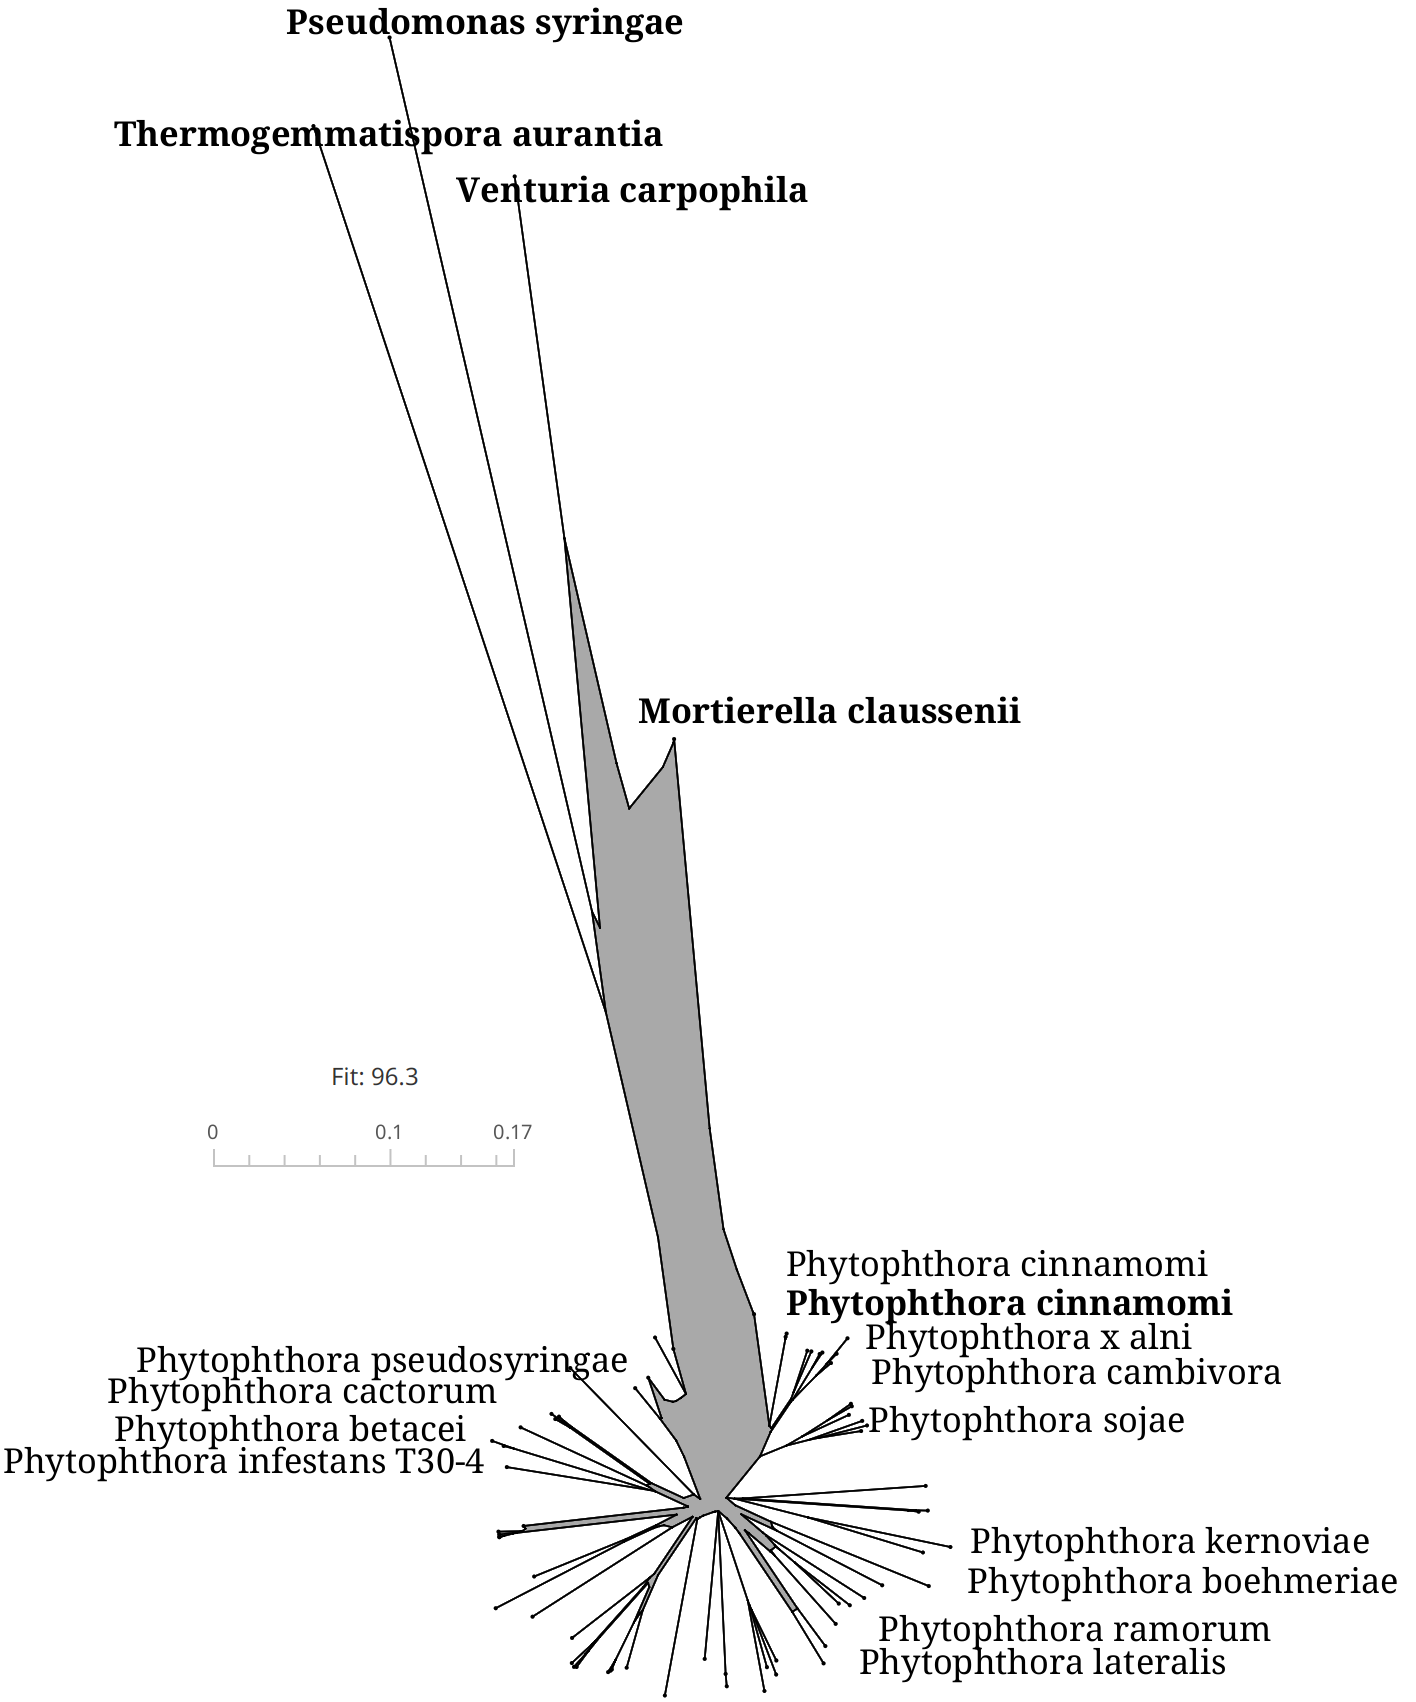 Pseudomonas syringae
Thermogemmatispora aurantia
Venturia carpophila
Mortierella claussenii
Fit: 96.3
0 0.1 0.17
Phytophthora cinnamomi
Phytophthora cinnamomi
Phytophthora x alni
Phytophthora pseudosyringae
Phytophthora cambivora
Phytophthora cactorum
Phytophthora sojae
Phytophthora betacei
Phytophthora infestans T30-4
Phytophthora kernoviae
Phytophthora boehmeriae
Phytophthora ramorum
Phytophthora lateralis